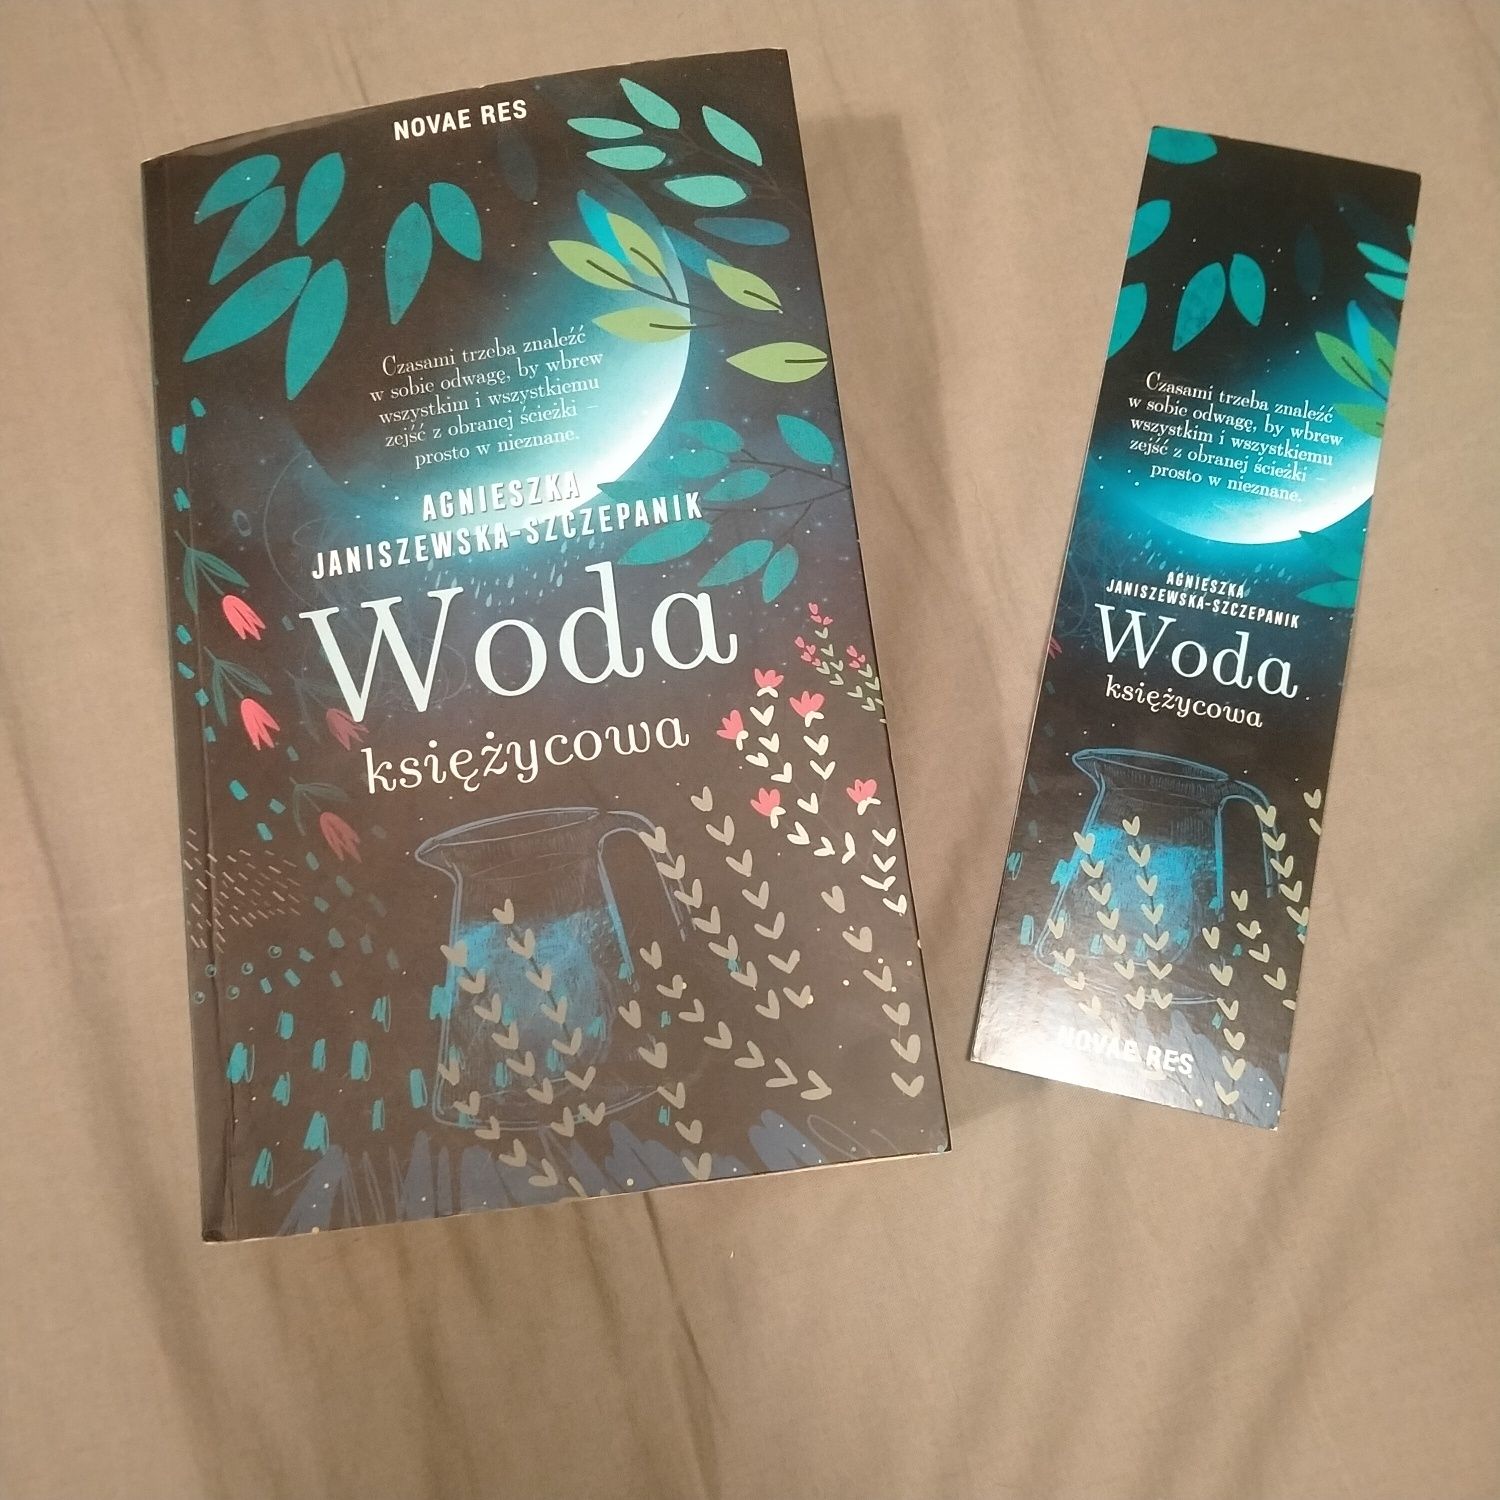 NOVAE RES
Czasami trzeba znaleźć
w sobie odwagę, by wbrew
wszystkim i wszystkiemu
zejść z obranej ścieżki –
prosto w nieznane.
AGNIESZKA
JANISZEWSKA-SZCZEPANIK
Woda
księżycowa
Czasami trzeba znaleźć
w sobie odwagę, by wbrew
wszystkim i wszystkiemu
zejść z obranej ścieżki –
prosto w nieznane.
AGNIESZKA
JANISZEWSKA-SZCZEPANIK
Woda
księżycowa
NOVAE RES